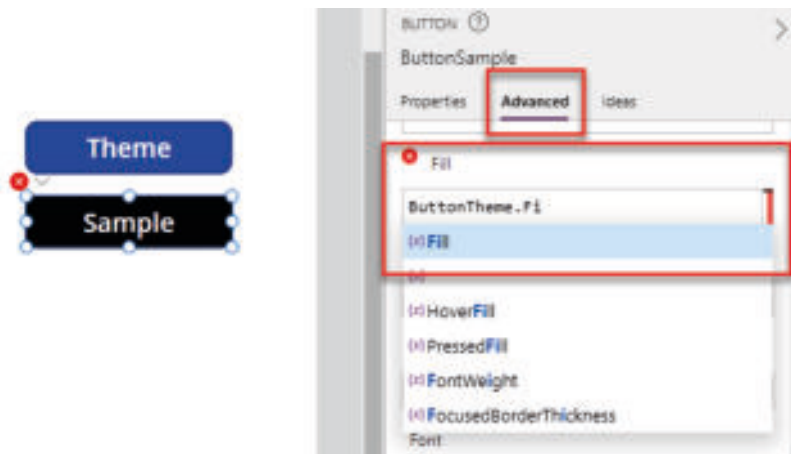 Theme
Sample
BUTTON
ButtonSample
Properties Advanced Ideas
Fill
ButtonTheme.Fi
Fill
HoverFill
PressedFill
FontWeight
FocusedBorderThickness
Font